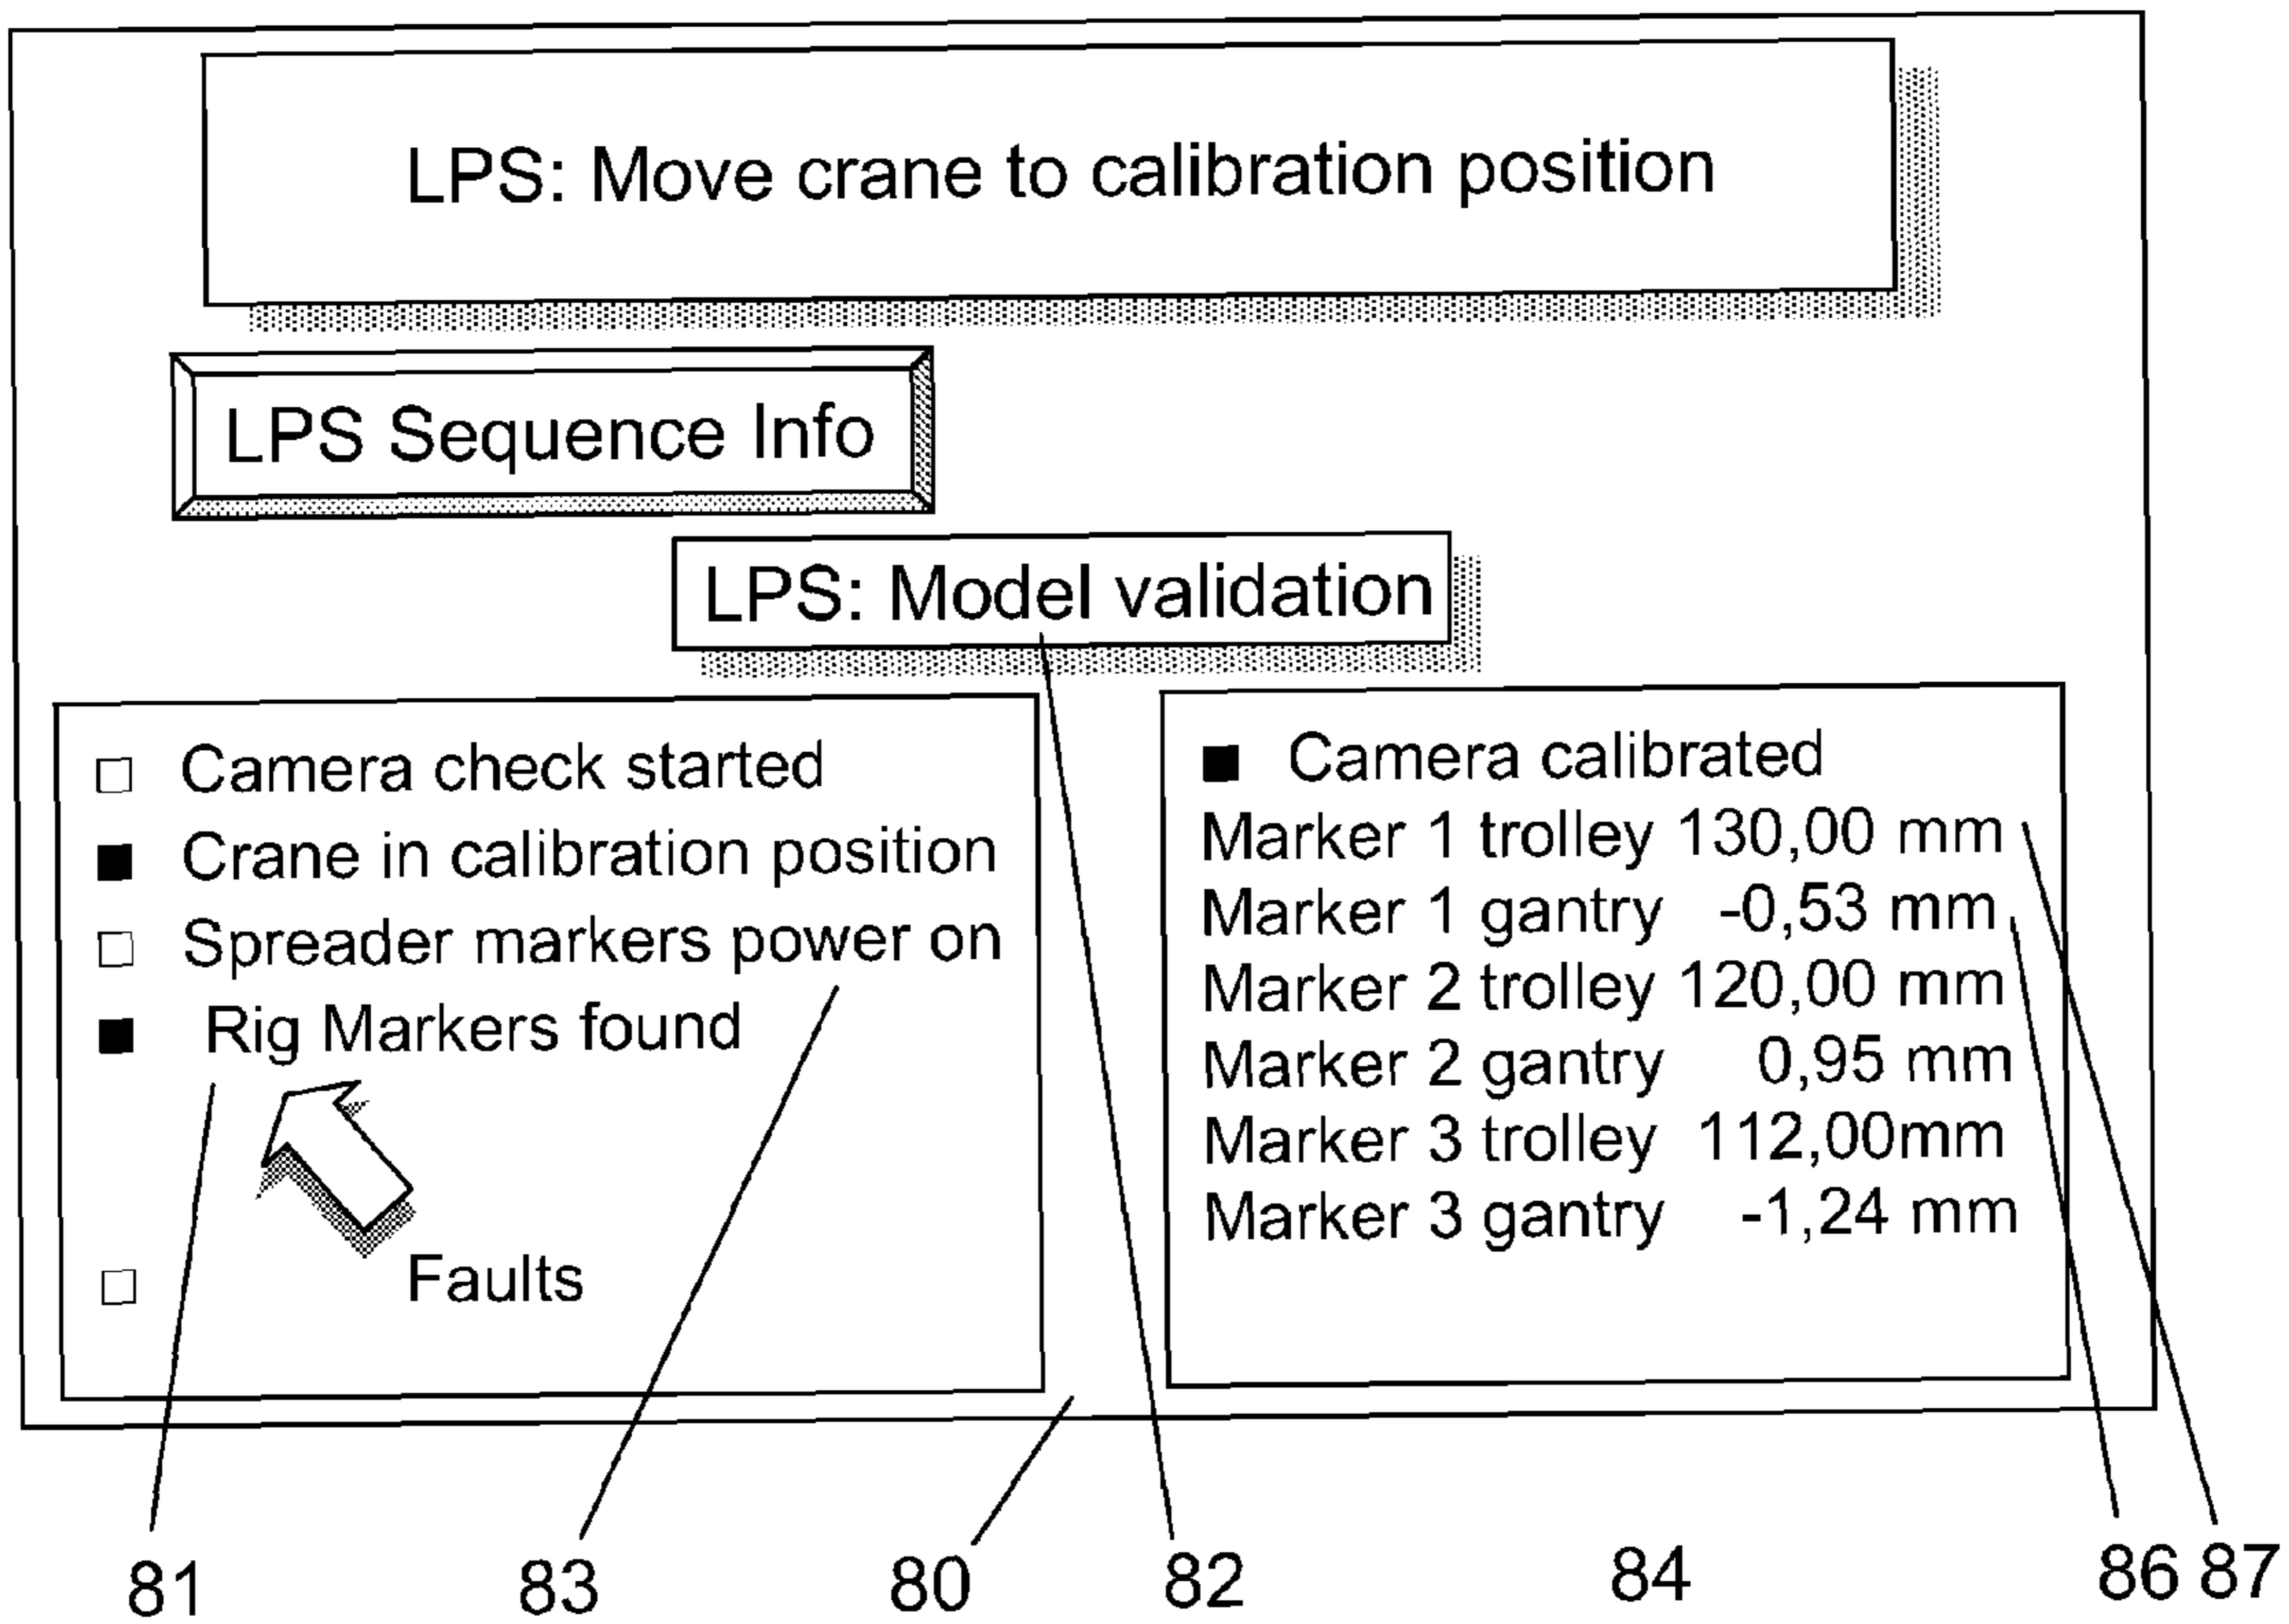 LPS: Move crane to calibration position
LPS Sequence Info
LPS: Model validation
Camera check started
Crane in calibration position
Spreader markers power on
Rig Markers found
Faults
Camera calibrated
Marker 1 trolley 130,00 mm
Marker 1 gantry -0,53 mm
Marker 2 trolley 120,00 mm
Marker 2 gantry 0,95 mm
Marker 3 trolley 112,00mm
Marker 3 gantry -1,24 mm
81 83 80 82 84 86 87